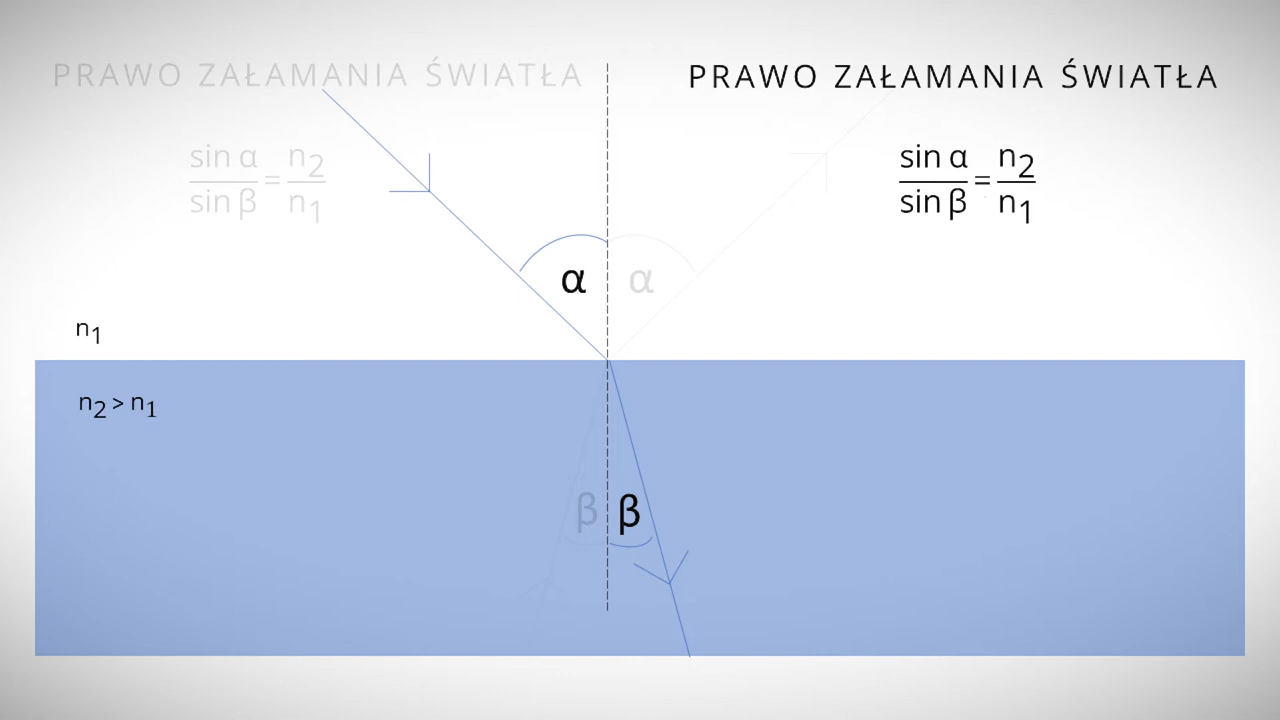 PRAWO ZAŁAMANIA ŚWIATŁA
PRAWO ZAŁAMANIA ŚWIATŁA
sin α / sin β = n2 / n1
sin α / sin β = n2 / n1
α
α
n1
n2 > n1
β
β